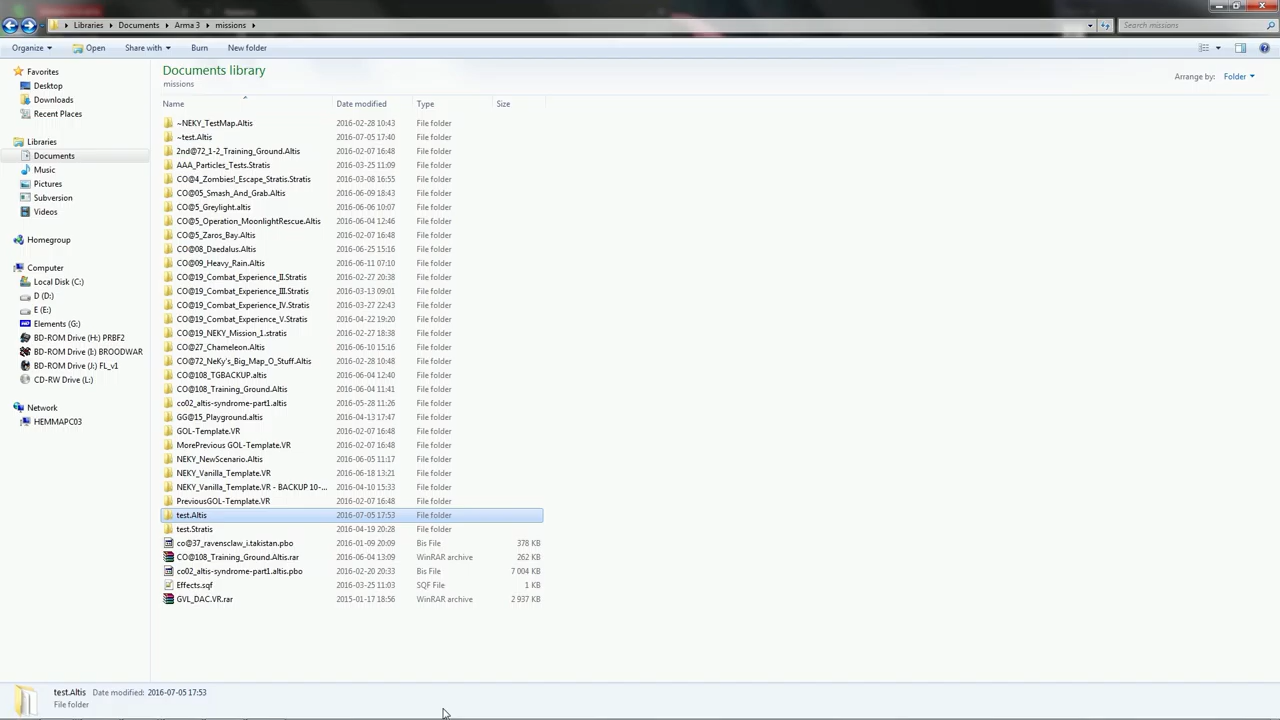 Libraries Documents Arma 3 missions Search missions
Organize Open Share with Burn New folder
Favorites
Desktop
Downloads
Recent Places
Libraries
Documents
Music
Pictures
Subversion
Videos
Homegroup
Computer
Local Disk (C:)
D (D:)
E (E:)
Elements (G:)
BD-ROM Drive (H:) PRBF2
BD-ROM Drive (I:) BROODWAR
BD-ROM Drive (J:) FL_v1
CD-RW Drive (L:)
Network
HEMMAPC03
Documents library
missions
Arrange by: Folder
Name Date modified Type Size
~NEKY_TestMap.Altis 2016-02-28 10:43 File folder
~test.Altis 2016-07-05 17:40 File folder
2nd@72_1-2_Training_Ground.Altis 2016-02-07 16:48 File folder
AAA_Particles_Tests.Stratis 2016-03-25 11:09 File folder
CO@4_Zombies!_Escape_Stratis.Stratis 2016-03-08 16:55 File folder
CO@05_Smash_And_Grab.Altis 2016-06-09 18:43 File folder
CO@5_Greylight.altis 2016-06-06 10:07 File folder
CO@5_Operation_MoonlightRescue.Altis 2016-06-04 12:46 File folder
CO@5_Zaros_Bay.Altis 2016-02-07 16:48 File folder
CO@08_Daedalus.Altis 2016-06-25 15:16 File folder
CO@09_Heavy_Rain.Altis 2016-06-11 07:10 File folder
CO@19_Combat_Experience_II.Stratis 2016-02-27 20:38 File folder
CO@19_Combat_Experience_III.Stratis 2016-03-13 09:01 File folder
CO@19_Combat_Experience_IV.Stratis 2016-03-27 22:43 File folder
CO@19_Combat_Experience_V.Stratis 2016-04-22 19:20 File folder
CO@19_NEKY_Mission_1.stratis 2016-02-27 18:38 File folder
CO@27_Chameleon.Altis 2016-06-10 15:16 File folder
CO@72_NeKy's_Big_Map_O_Stuff.Altis 2016-02-28 10:48 File folder
CO@108_TGBACKUP.altis 2016-06-04 12:40 File folder
CO@108_Training_Ground.Altis 2016-06-04 11:41 File folder
co02_altis-syndrome-part1.altis 2016-05-28 11:26 File folder
GG@15_Playground.altis 2016-04-13 17:47 File folder
GOL-Template.VR 2016-02-07 16:48 File folder
MorePrevious GOL-Template.VR 2016-02-07 16:48 File folder
NEKY_NewScenario.Altis 2016-06-05 11:17 File folder
NEKY_Vanilla_Template.VR 2016-06-18 13:21 File folder
NEKY_Vanilla_Template.VR - BACKUP 10-... 2016-04-10 15:33 File folder
PreviousGOL-Template.VR 2016-02-07 16:48 File folder
test.Altis 2016-07-05 17:53 File folder
test.Stratis 2016-04-19 20:28 File folder
co@37_ravensclaw_i.takistan.pbo 2016-01-09 20:09 Bis File 378 KB
CO@108_Training_Ground.Altis.rar 2016-06-04 13:09 WinRAR archive 262 KB
co02_altis-syndrome-part1.altis.pbo 2016-02-20 20:33 Bis File 7 004 KB
Effects.sqf 2016-03-25 11:03 SQF File 1 KB
GVL_DAC.VR.rar 2015-01-17 18:56 WinRAR archive 2 937 KB
test.Altis Date modified: 2016-07-05 17:53
File folder